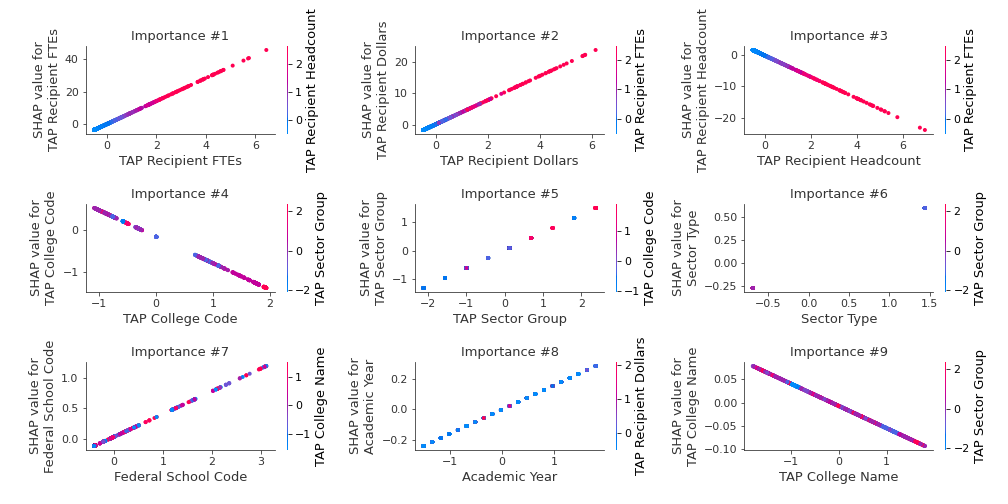 Importance #1
SHAP value for
TAP Recipient FTEs
40
20
0
0 2 4 6
TAP Recipient FTEs
2
1
0
TAP Recipient Headcount
Importance #2
SHAP value for
TAP Recipient Dollars
20
10
0
0 2 4 6
TAP Recipient Dollars
2
1
0
TAP Recipient FTEs
Importance #3
SHAP value for
TAP Recipient Headcount
0
−10
−20
0 2 4 6
TAP Recipient Headcount
2
1
0
TAP Recipient FTEs
Importance #4
SHAP value for
TAP College Code
0
−1
−1 0 1 2
TAP College Code
2
0
−2
TAP Sector Group
Importance #5
SHAP value for
TAP Sector Group
1
0
−1
−2 −1 0 1 2
TAP Sector Group
1
0
−1
TAP College Code
Importance #6
SHAP value for
Sector Type
0.50
0.25
0.00
−0.25
−0.5 0.0 0.5 1.0 1.5
Sector Type
2
0
−2
TAP Sector Group
Importance #7
SHAP value for
Federal School Code
1.0
0.5
0.0
0 1 2 3
Federal School Code
1
0
−1
TAP College Name
Importance #8
SHAP value for
Academic Year
0.2
0.0
−0.2
−1 0 1
Academic Year
2
1
0
TAP Recipient Dollars
Importance #9
SHAP value for
TAP College Name
0.05
0.00
−0.05
−0.10
−1 0 1
TAP College Name
2
0
−2
TAP Sector Group